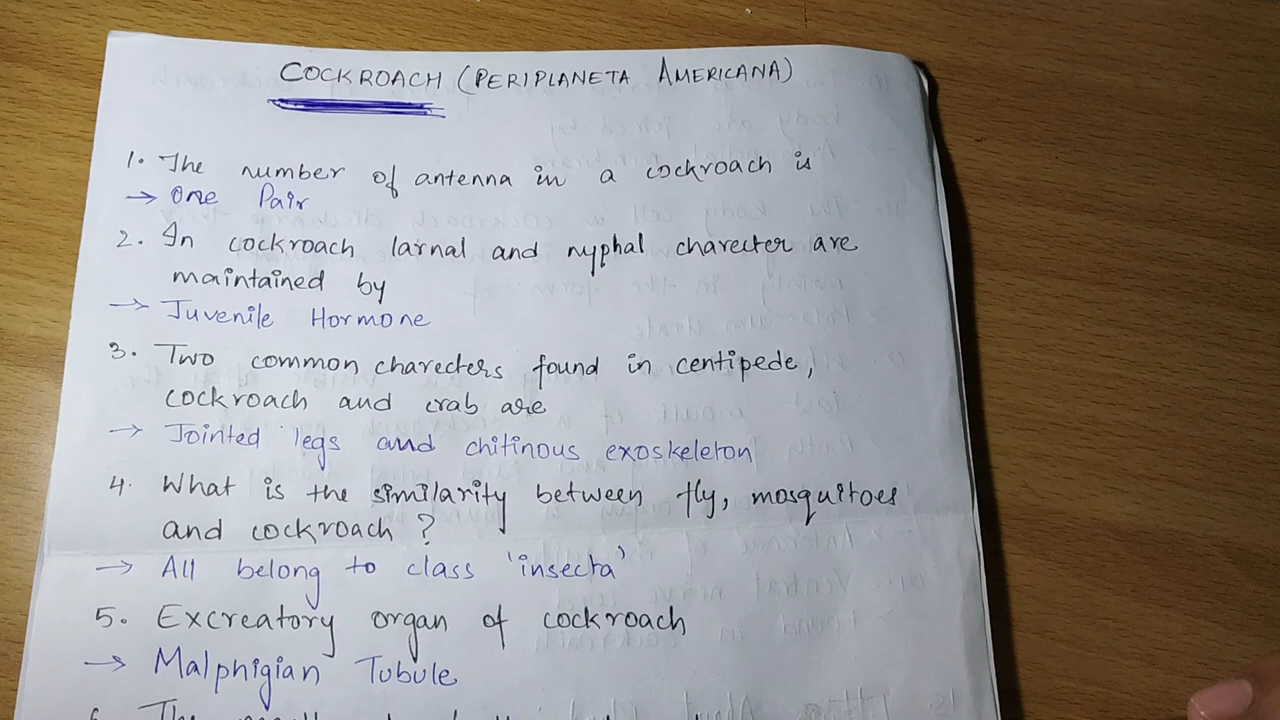 COCKROACH (PERIPLANETA AMERICANA)
1. The number of antenna in a cockroach is
→ One Pair
2. In cockroach larnal and nyphal charecter are
maintained by
→ Juvenile Hormone
3. Two common charecters found in centipede,
cockroach and crab are
→ Jointed legs and chitinous exoskeleton
4. What is the similarity between fly, mosquitoes
and cockroach ?
→ All belong to class 'insecta'
5. Excreatory organ of cockroach
→ Malphigian Tubule
6. The